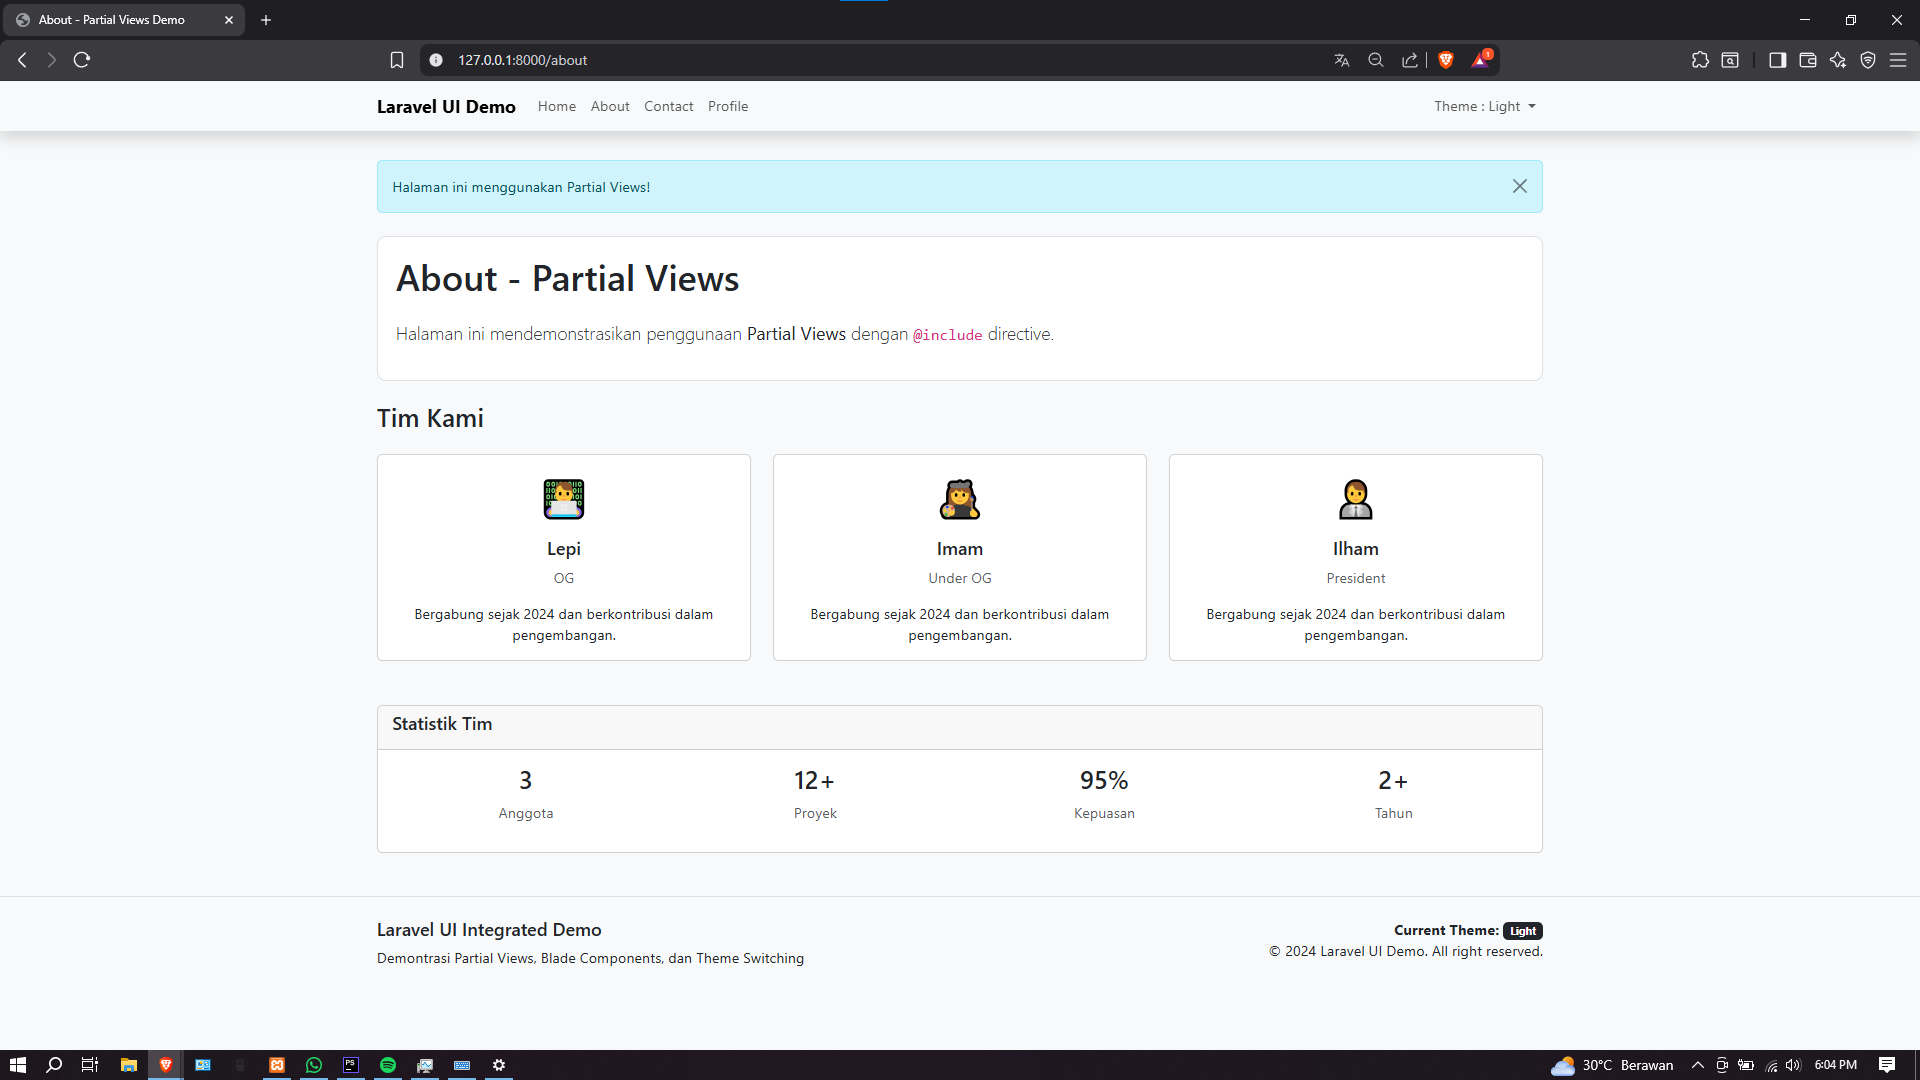 About - Partial Views Demo
127.0.0.1:8000/about
1
Laravel UI Demo Home About Contact Profile Theme : Light
Halaman ini menggunakan Partial Views!
About - Partial Views
Halaman ini mendemonstrasikan penggunaan Partial Views dengan @include directive.
Tim Kami
Lepi
OG
Bergabung sejak 2024 dan berkontribusi dalam
pengembangan.
Imam
Under OG
Bergabung sejak 2024 dan berkontribusi dalam
pengembangan.
Ilham
President
Bergabung sejak 2024 dan berkontribusi dalam
pengembangan.
Statistik Tim
3
Anggota
12+
Proyek
95%
Kepuasan
2+
Tahun
Laravel UI Integrated Demo
Demontrasi Partial Views, Blade Components, dan Theme Switching
Current Theme: Light
© 2024 Laravel UI Demo. All right reserved.
PS
30°C Berawan
6:04 PM